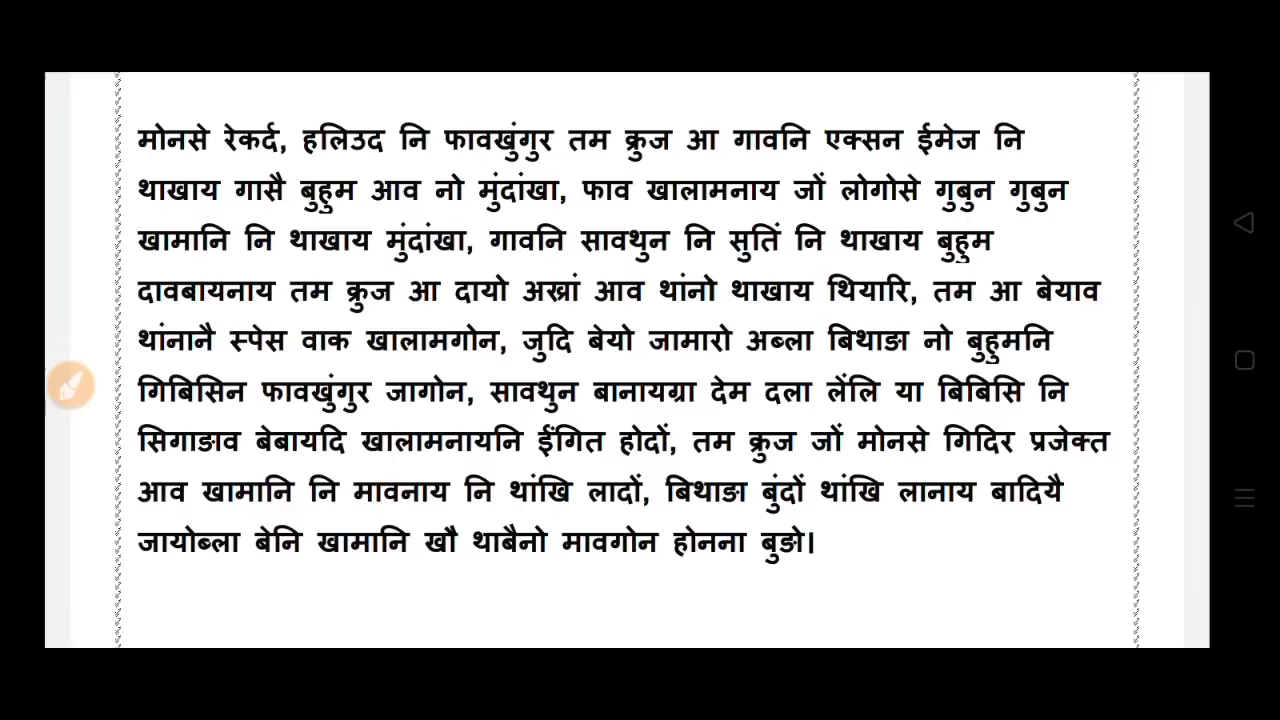 मोनसे रेकर्द, हलिउद नि फावखुंगुर तम क्रुज आ गावनि एक्सन ईमेज नि
थाखाय गासै बुहुम आव नो मुंदांखा, फाव खालामनाय जों लोगोसे गुबुन गुबुन
खामानि नि थाखाय मुंदांखा, गावनि सावथुन नि सुतिं नि थाखाय बुहुम
दावबायनाय तम क्रुज आ दायो अख्रां आव थांनो थाखाय थियारि, तम आ बेयाव
थांनानै स्पेस वाक खालामगोन, जुदि बेयो जामारो अब्ला बिथाङा नो बुहुमनि
गिबिसिन फावखुंगुर जागोन, सावथुन बानायग्रा देम दला लेंलि या बिबिसि नि
सिगाङाव बेबायदि खालामनायनि ईंगित होदों, तम क्रुज जों मोनसे गिदिर प्रजेक्त
आव खामानि नि मावनाय नि थांखि लादों, बिथाङा बुंदों थांखि लानाय बादियै
जायोब्ला बेनि खामानि खौ थाबैनो मावगोन होनना बुङो।